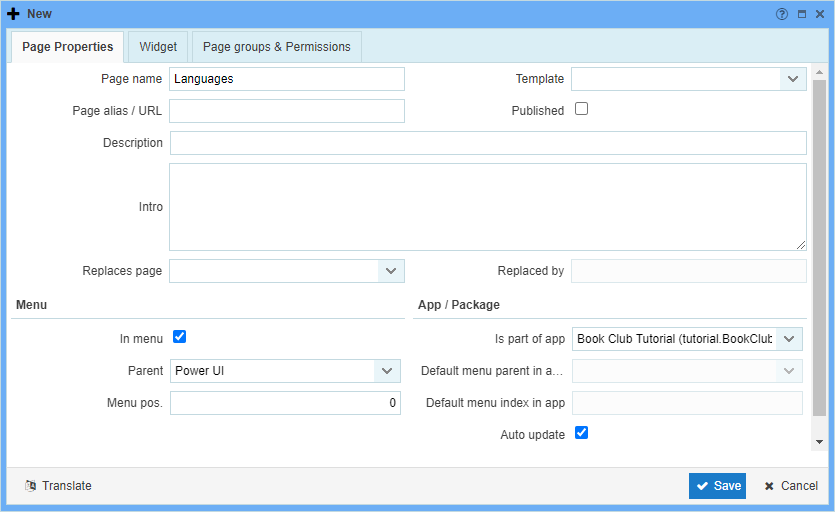 New
Page Properties Widget Page groups & Permissions
Page name Languages Template
Page alias / URL Published
Description
Intro
Replaces page Replaced by
Menu App / Package
In menu Is part of app Book Club Tutorial (tutorial.BookClub
Parent Power UI Default menu parent in a...
Menu pos. 0 Default menu index in app
Auto update
Translate Save Cancel